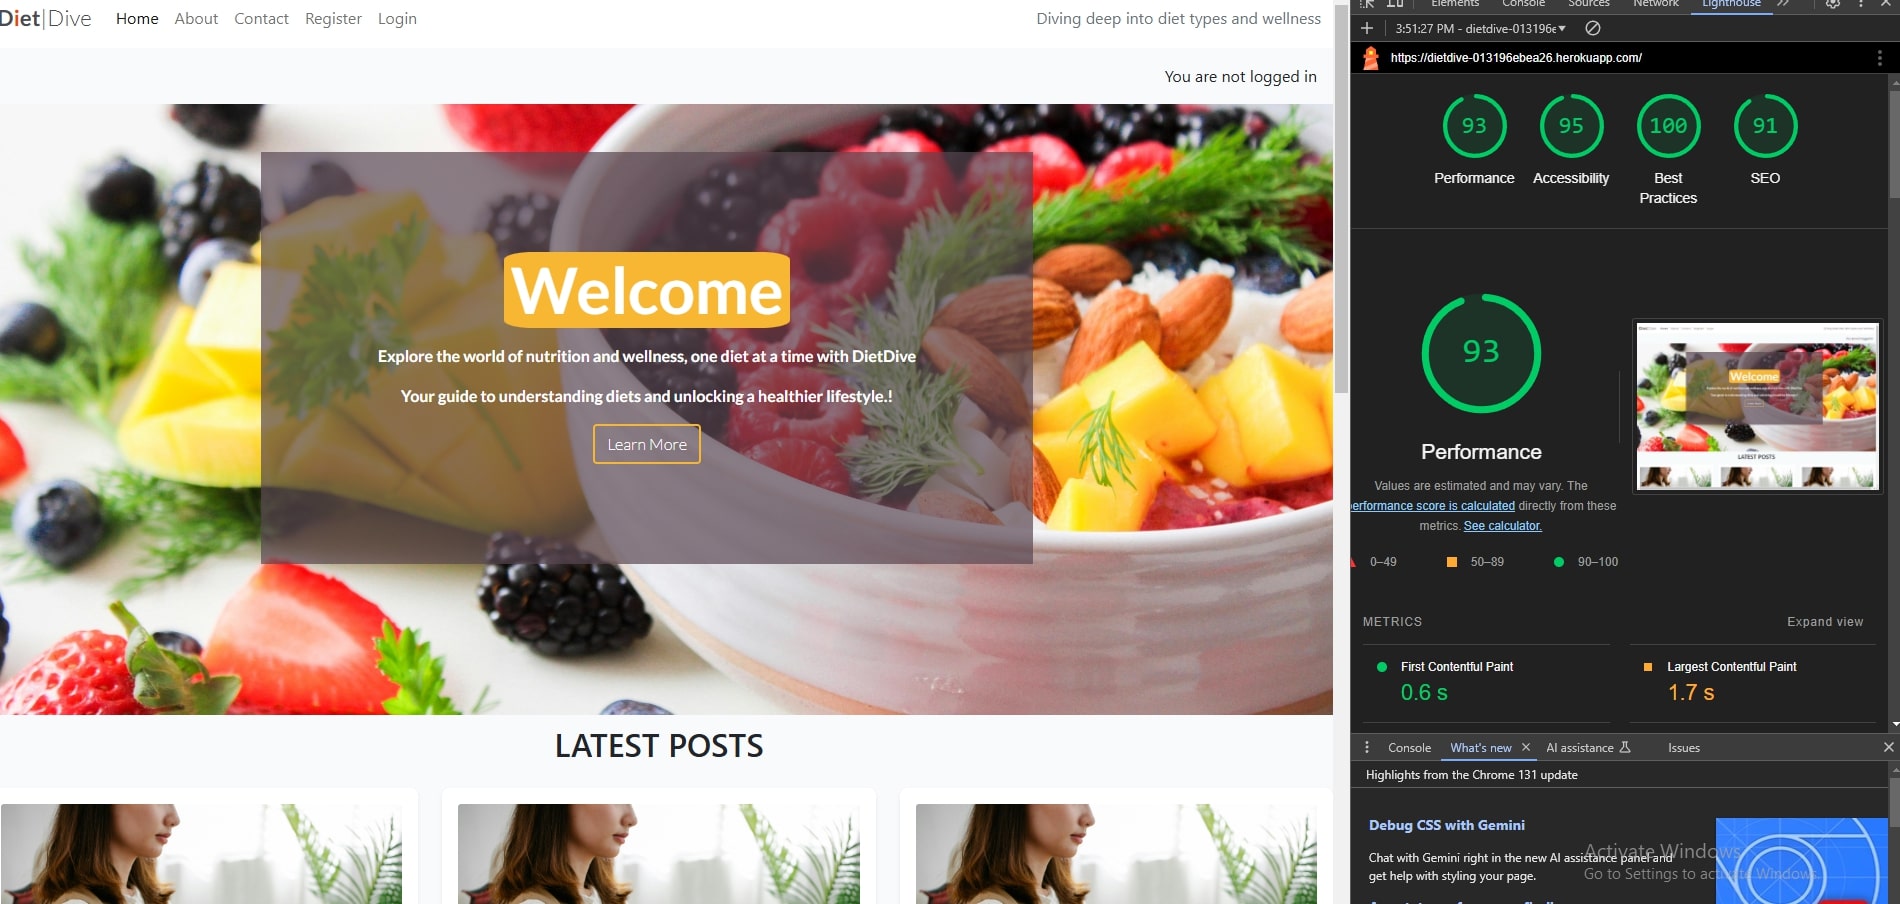 Diet|Dive Home About Contact Register Login
Diving deep into diet types and wellness
You are not logged in
Welcome
Explore the world of nutrition and wellness, one diet at a time with DietDive
Your guide to understanding diets and unlocking a healthier lifestyle.!
Learn More
LATEST POSTS
Elements Console Sources Network Lighthouse
3:51:27 PM - dietdive-013196e
https://dietdive-013196ebea26.herokuapp.com/
93 95 100 91
Performance Accessibility Best Practices SEO
93
Welcome
LATEST POSTS
Performance
Values are estimated and may vary. The
performance score is calculated directly from these
metrics. See calculator.
0–49 50–89 90–100
METRICS Expand view
First Contentful Paint
0.6 s
Largest Contentful Paint
1.7 s
Console What's new AI assistance Issues
Highlights from the Chrome 131 update
Debug CSS with Gemini
Chat with Gemini right in the new AI assistance panel and
get help with styling your page.
Activate Windows
Go to Settings to activate Windows.